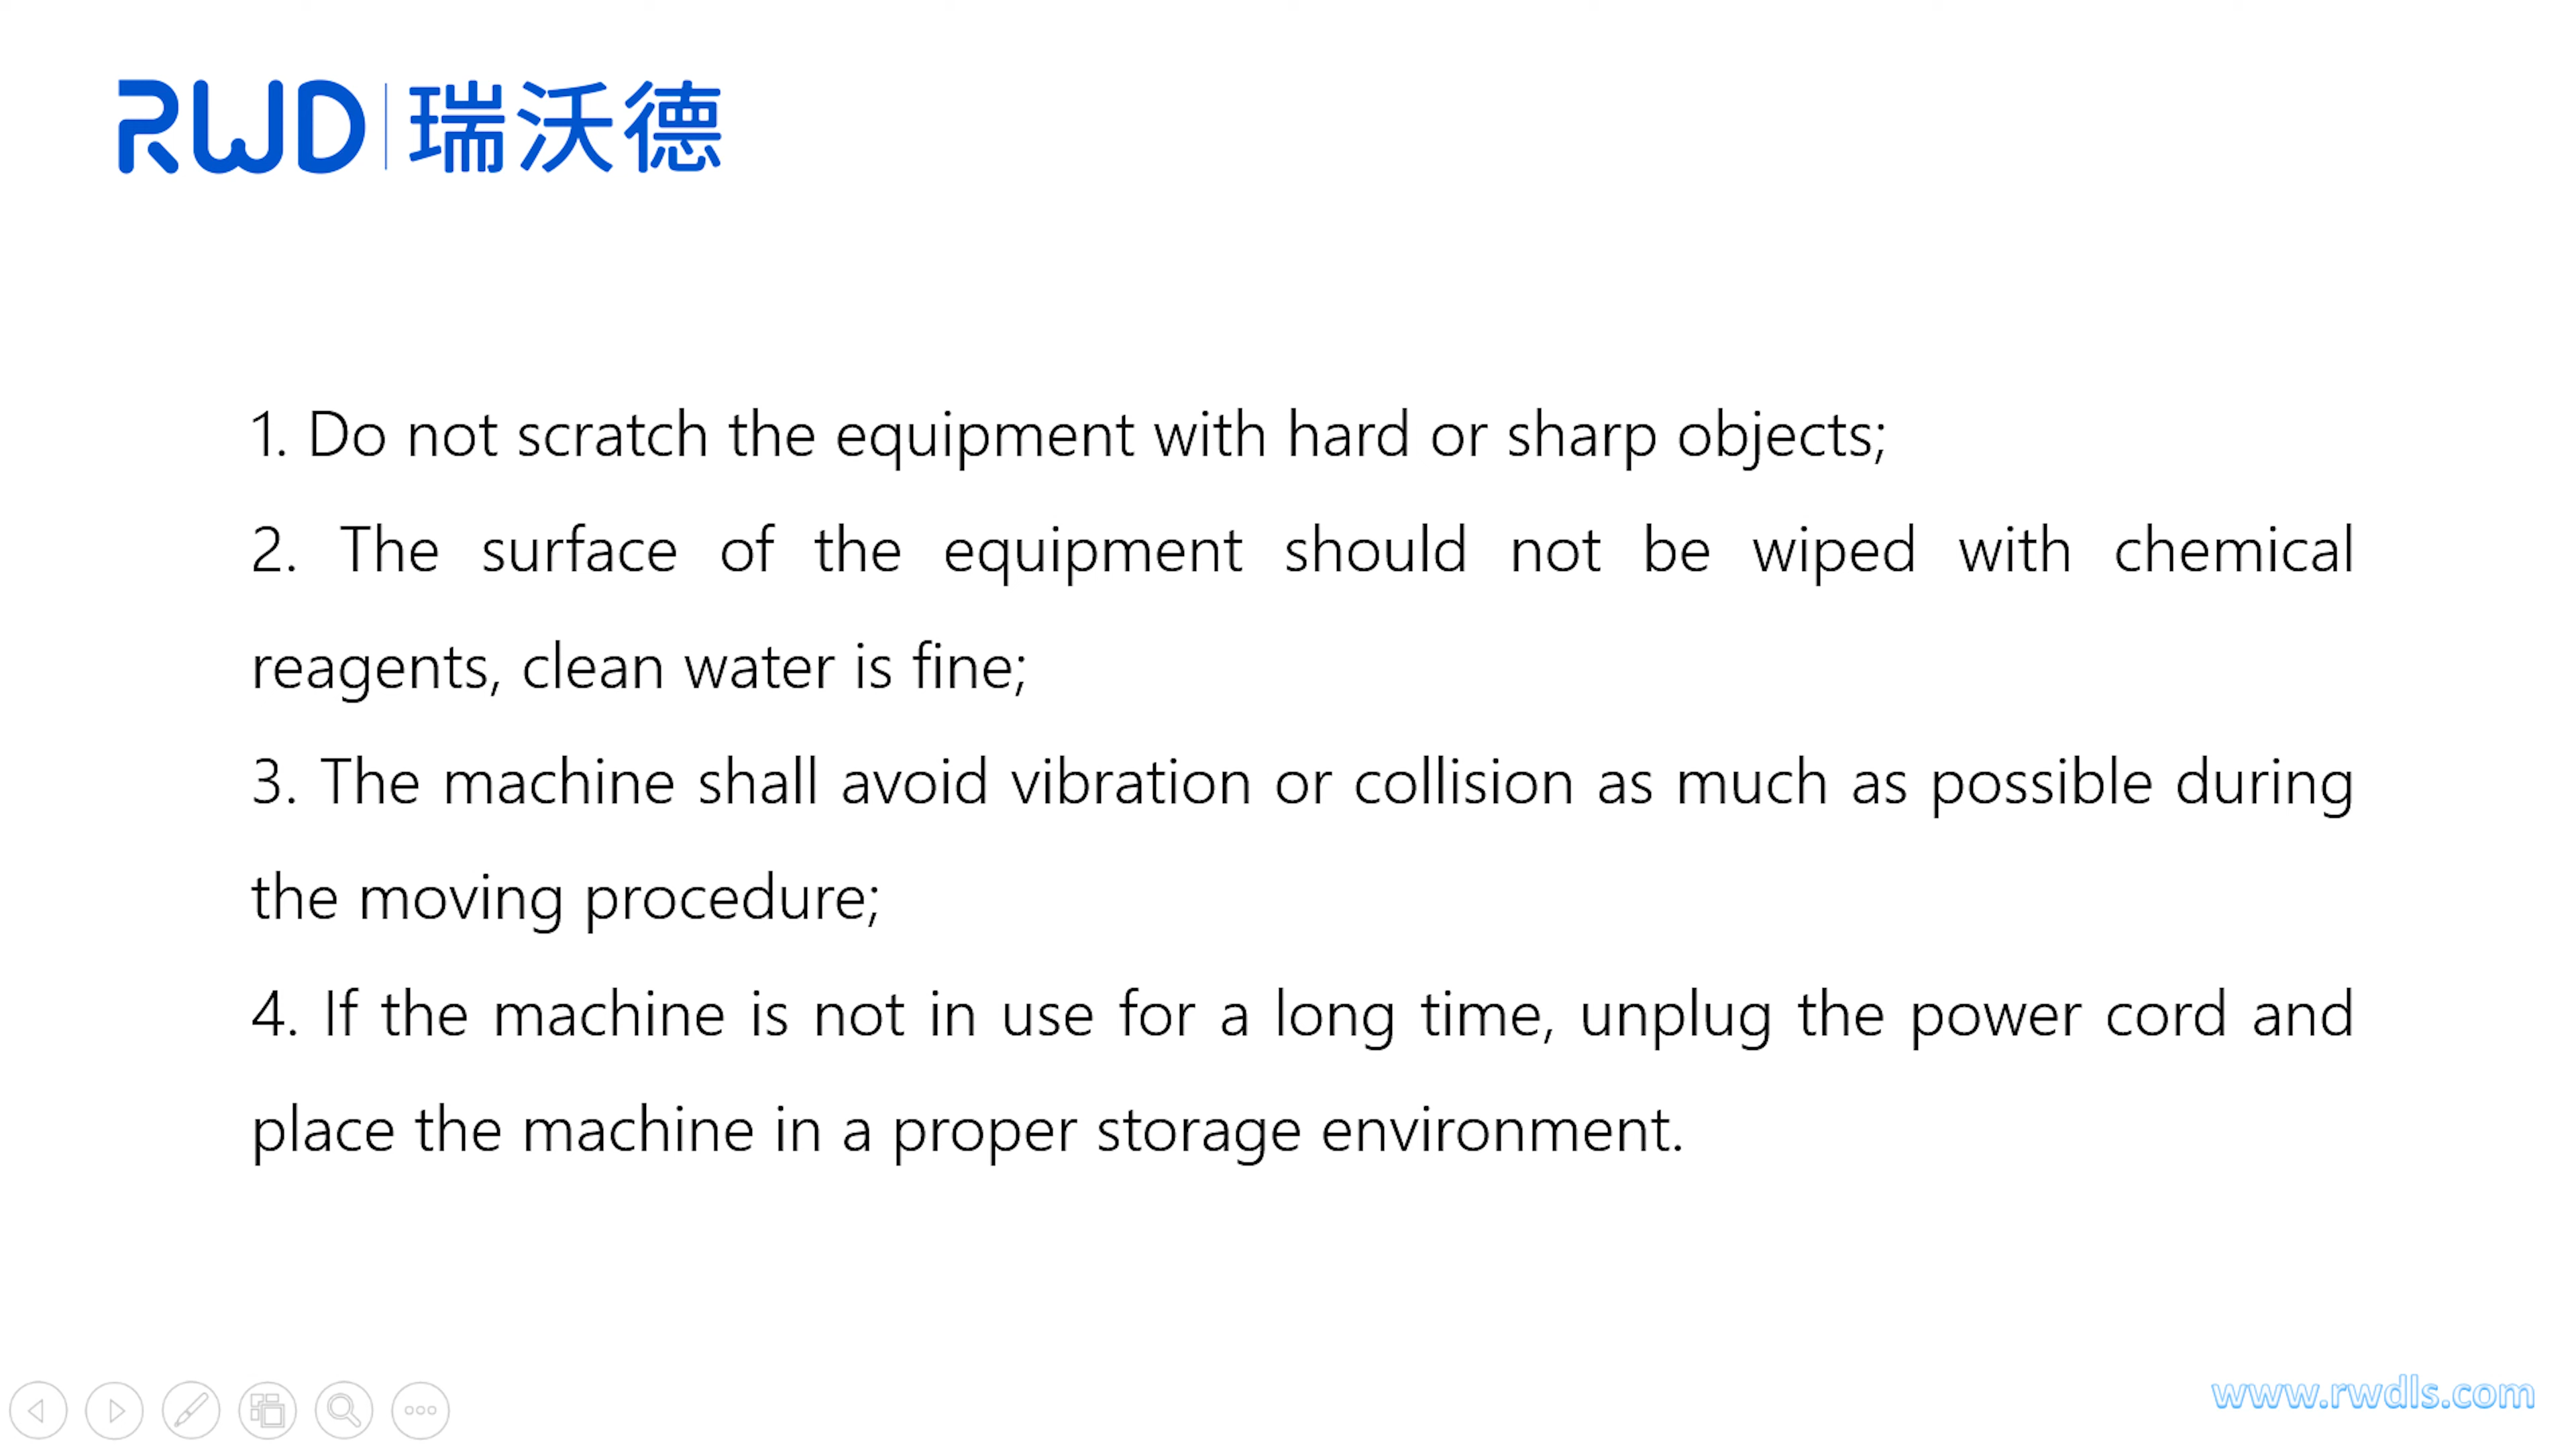 RWD 瑞沃德
1. Do not scratch the equipment with hard or sharp objects;
2. The surface of the equipment should not be wiped with chemical
reagents, clean water is fine;
3. The machine shall avoid vibration or collision as much as possible during
the moving procedure;
4. If the machine is not in use for a long time, unplug the power cord and
place the machine in a proper storage environment.
www.rwdls.com